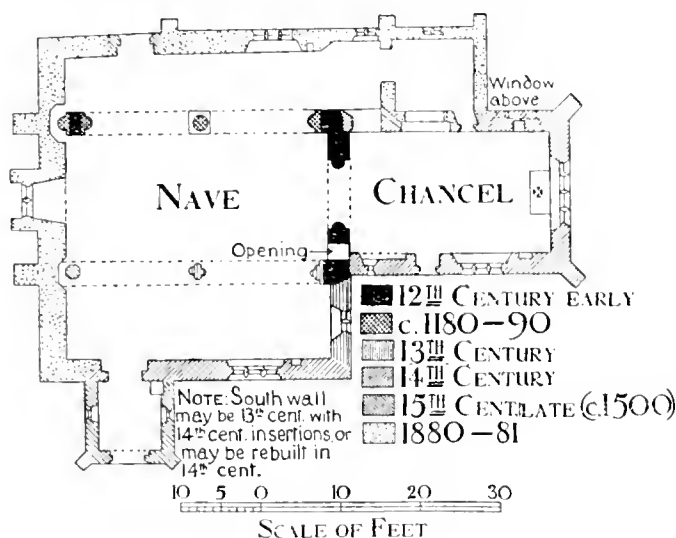 Window
above
NAVE
CHANCEL
Opening
12TH CENTURY EARLY
c.1180-90
13TH CENTURY
14TH CENTURY
15TH CENT. LATE (c.1500)
1880-81
NOTE: South wall
may be 13th cent. with
14th cent. insertions, or
may be rebuilt in
14th cent.
10 5 0 10 20 30
SCALE OF FEET